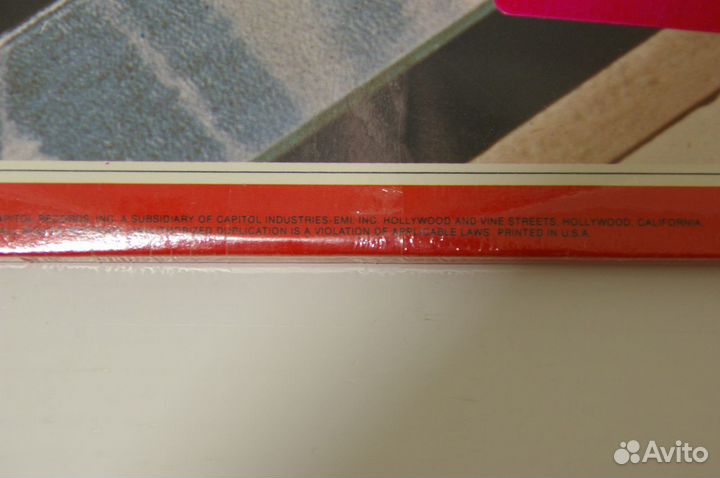 APITOL RECORDS, INC. A SUBSIDIARY OF CAPITOL INDUSTRIES-EMI, INC. HOLLYWOOD AND VINE STREETS, HOLLYWOOD, CALIFORNIA
THORIZED DUPLICATION IS A VIOLATION OF APPLICABLE LAWS. PRINTED IN U.S.A.
Avito